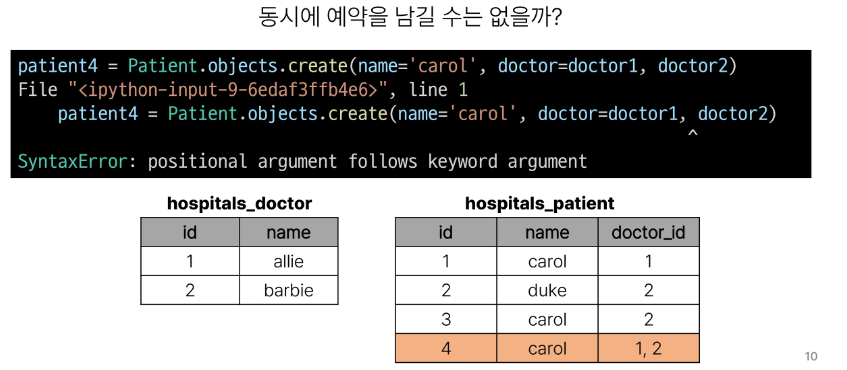 동시에 예약을 남길 수는 없을까?
patient4 = Patient.objects.create(name='carol', doctor=doctor1, doctor2)
File "<ipython-input-9-6edaf3ffb4e6>", line 1
    patient4 = Patient.objects.create(name='carol', doctor=doctor1, doctor2)
^
SyntaxError: positional argument follows keyword argument
hospitals_doctor
id name
1 allie
2 barbie
hospitals_patient
id name doctor_id
1 carol 1
2 duke 2
3 carol 2
4 carol 1, 2
10